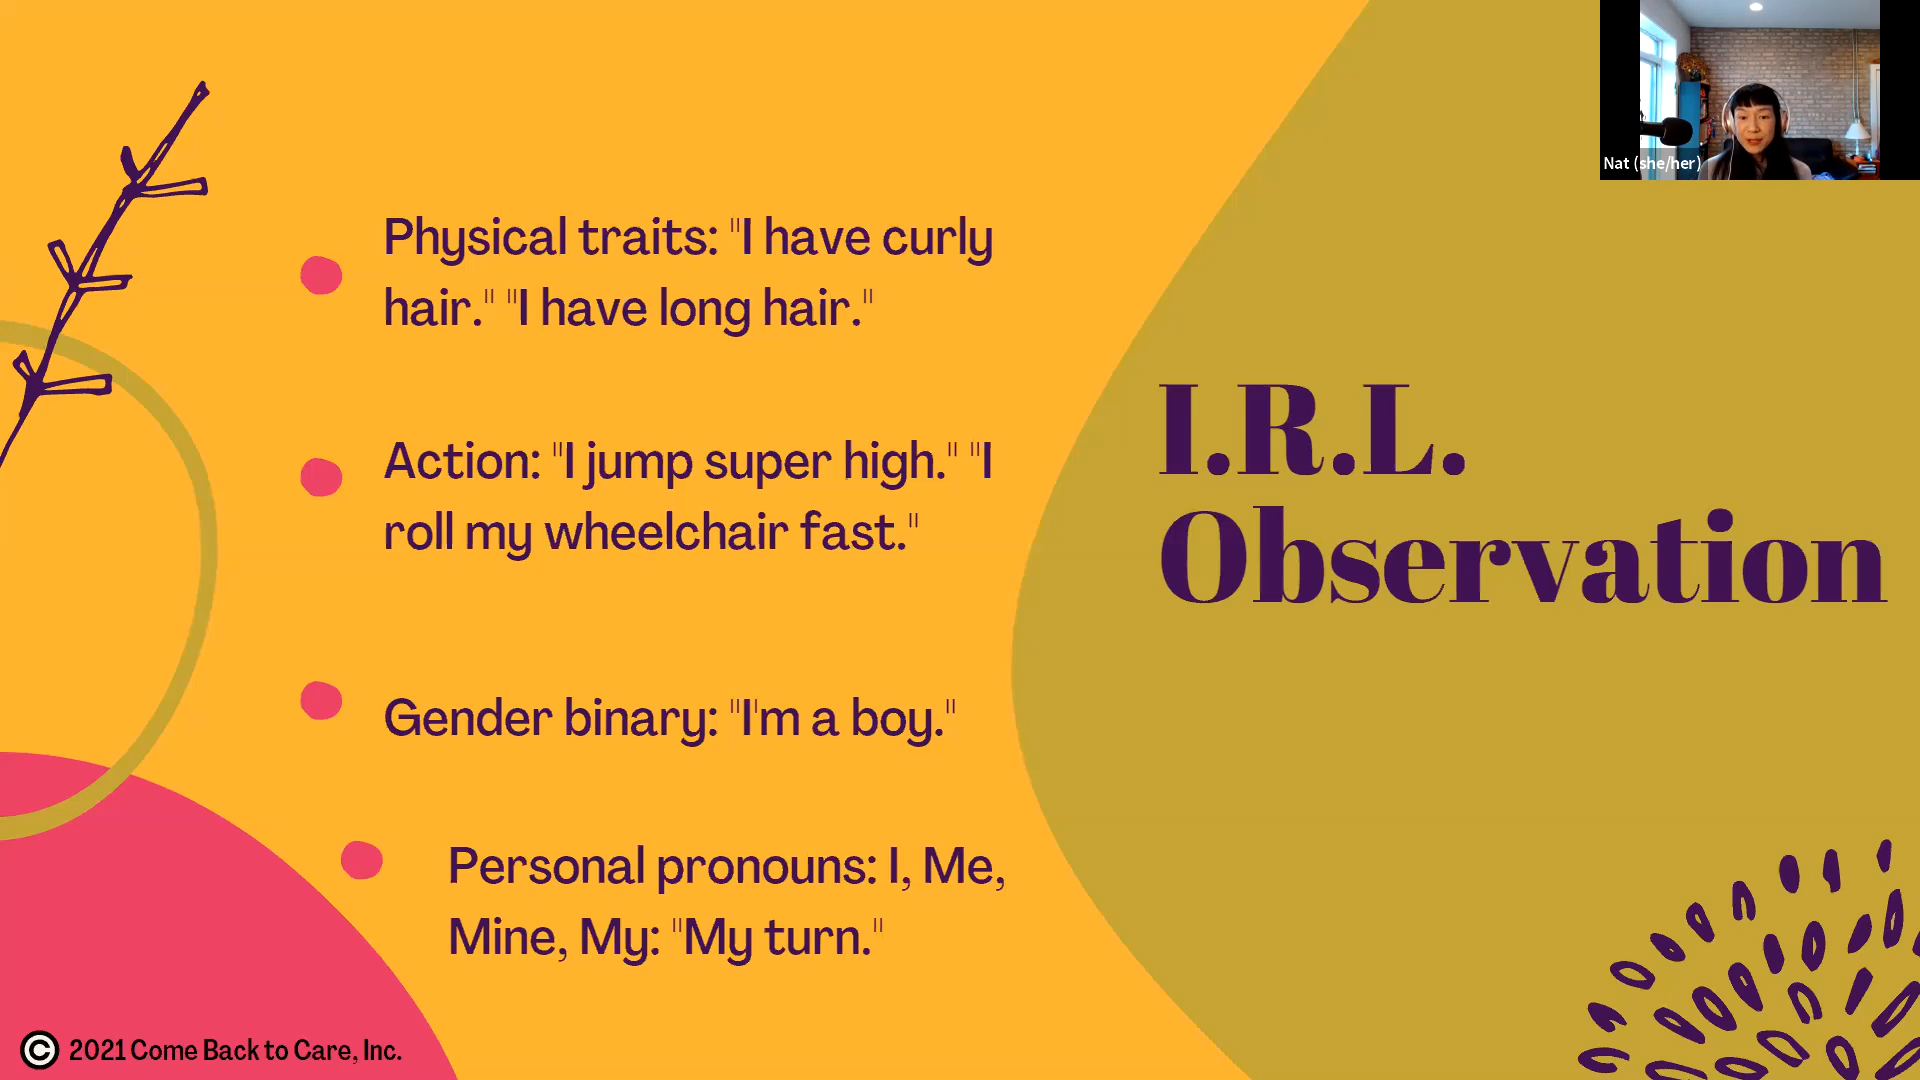 Nat (she/her)
Physical traits: "I have curly
hair." "I have long hair."
Action: "I jump super high." "I
roll my wheelchair fast."
Gender binary: "I'm a boy."
Personal pronouns: I, Me,
Mine, My: "My turn."
I.R.L.
Observation
© 2021 Come Back to Care, Inc.